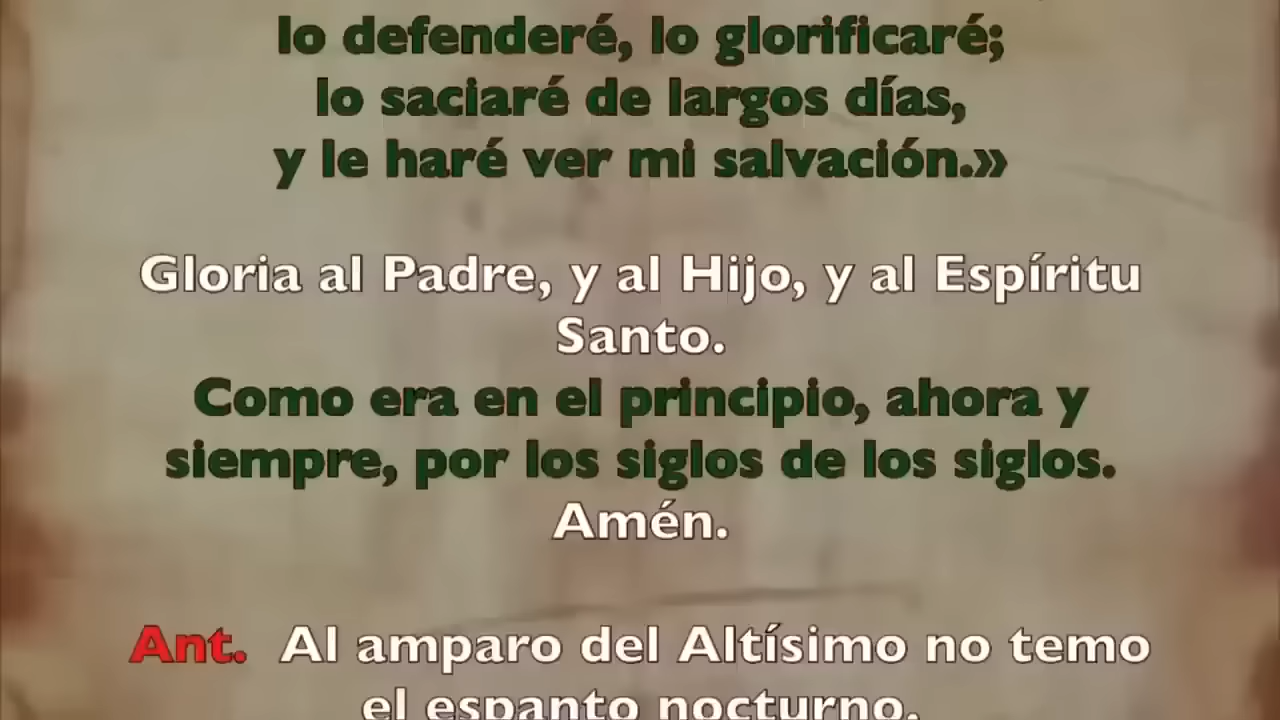 lo defenderé, lo glorificaré;
lo saciaré de largos días,
y le haré ver mi salvación.»
Gloria al Padre, y al Hijo, y al Espíritu
Santo.
Como era en el principio, ahora y
siempre, por los siglos de los siglos.
Amén.
Ant. Al amparo del Altísimo no temo
el espanto nocturno.